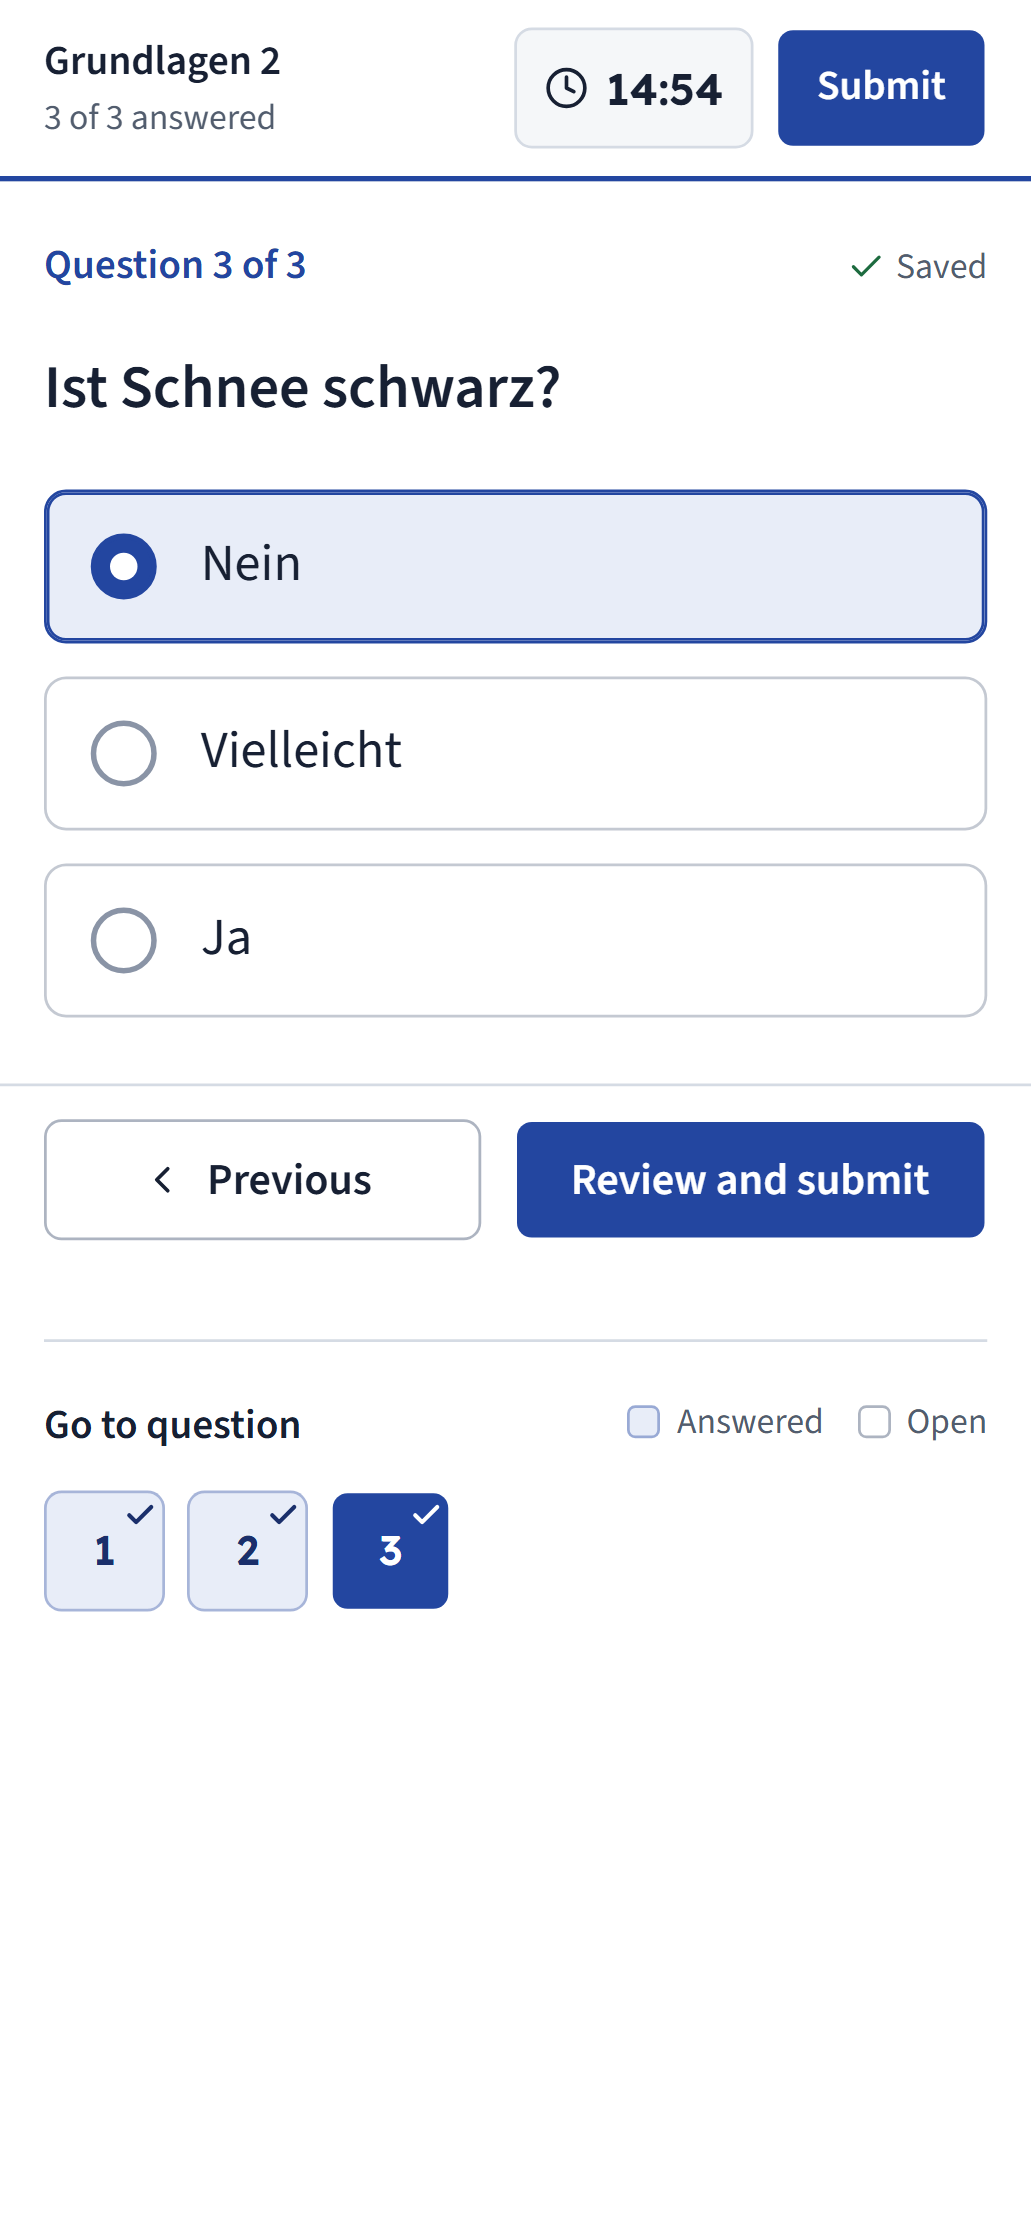 Grundlagen 2
3 of 3 answered
14:54
Submit
Question 3 of 3
Saved
Ist Schnee schwarz?
Nein
Vielleicht
Ja
Previous
Review and submit
Go to question
Answered
Open
1
2
3